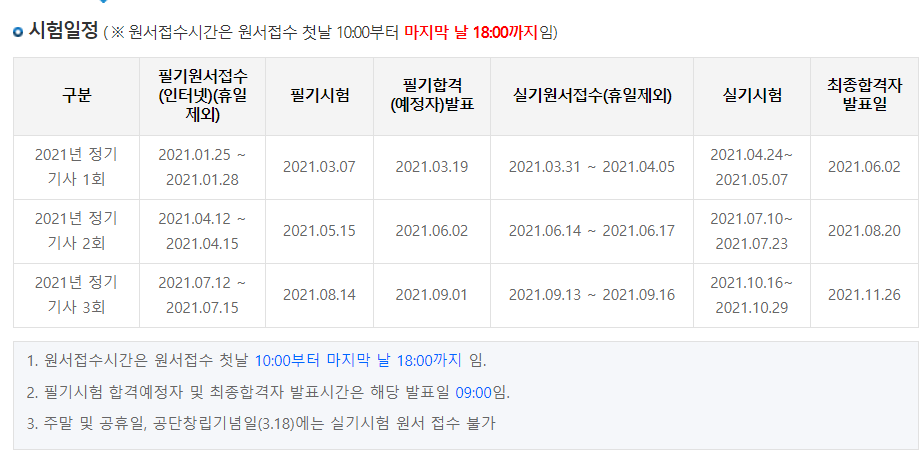 시험일정 ( ※ 원서접수시간은 원서접수 첫날 10:00부터 마지막 날 18:00까지임)
구분 필기원서접수 (인터넷)(휴일 제외) 필기시험 필기합격 (예정자)발표 실기원서접수(휴일제외) 실기시험 최종합격자 발표일
2021년 정기 기사 1회 2021.01.25 ~ 2021.01.28 2021.03.07 2021.03.19 2021.03.31 ~ 2021.04.05 2021.04.24~ 2021.05.07 2021.06.02
2021년 정기 기사 2회 2021.04.12 ~ 2021.04.15 2021.05.15 2021.06.02 2021.06.14 ~ 2021.06.17 2021.07.10~ 2021.07.23 2021.08.20
2021년 정기 기사 3회 2021.07.12 ~ 2021.07.15 2021.08.14 2021.09.01 2021.09.13 ~ 2021.09.16 2021.10.16~ 2021.10.29 2021.11.26
1. 원서접수시간은 원서접수 첫날 10:00부터 마지막 날 18:00까지 임.
2. 필기시험 합격예정자 및 최종합격자 발표시간은 해당 발표일 09:00임.
3. 주말 및 공휴일, 공단창립기념일(3.18)에는 실기시험 원서 접수 불가